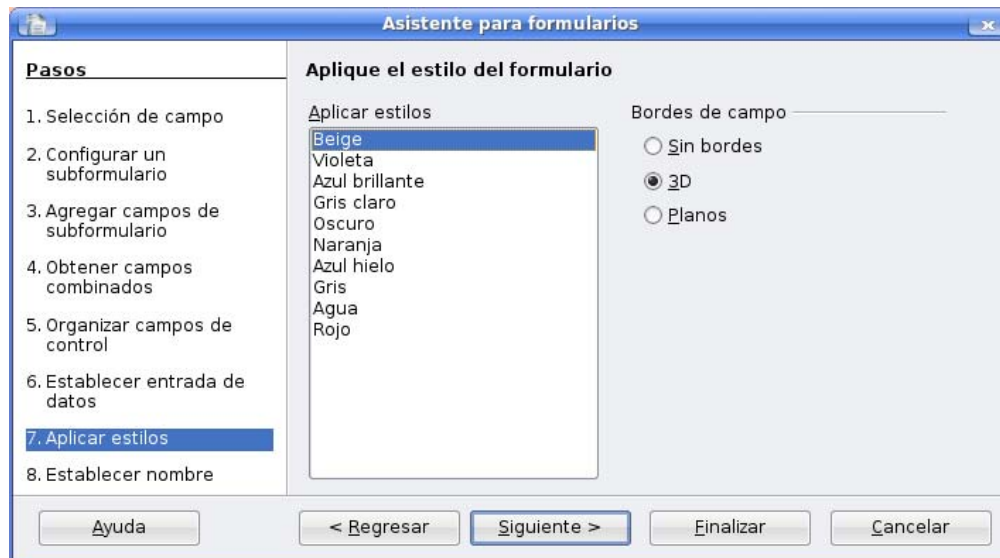 Asistente para formularios
Pasos
1. Selección de campo
2. Configurar un
subformulario
3. Agregar campos de
subformulario
4. Obtener campos
combinados
5. Organizar campos de
control
6. Establecer entrada de
datos
7. Aplicar estilos
8. Establecer nombre
Aplique el estilo del formulario
Aplicar estilos
Beige
Violeta
Azul brillante
Gris claro
Oscuro
Naranja
Azul hielo
Gris
Agua
Rojo
Bordes de campo
Sin bordes
3D
Planos
Ayuda
< Regresar
Siguiente >
Finalizar
Cancelar